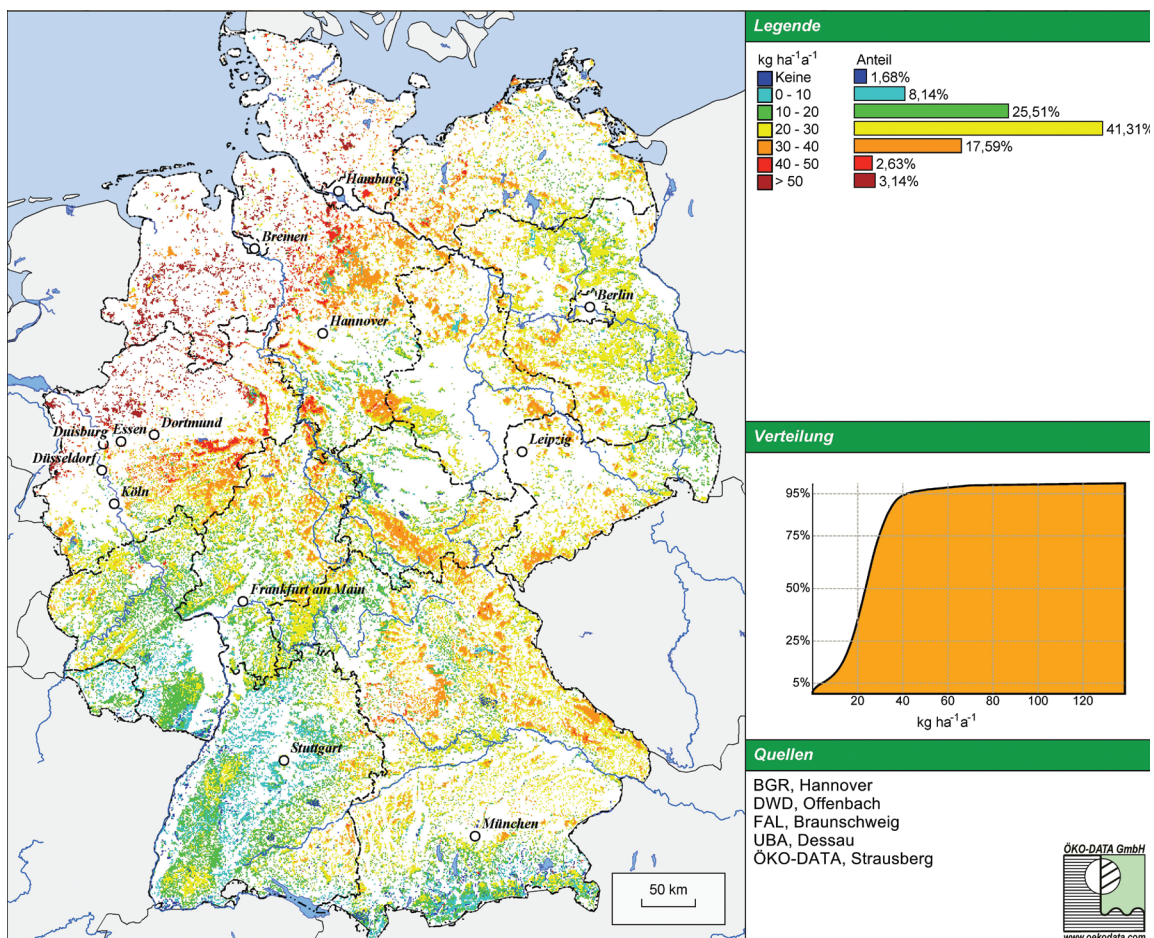 Hamburg
Bremen
Berlin
Hannover
Dortmund
Essen
Duisburg
Düsseldorf
Leipzig
Köln
Frankfurt am Main
Stuttgart
München
50 km
Legende
kg ha⁻¹a⁻¹ Anteil
Keine 1,68%
0 - 10 8,14%
10 - 20 25,51%
20 - 30 41,31%
30 - 40 17,59%
40 - 50 2,63%
> 50 3,14%
Verteilung
95%
75%
50%
25%
5%
20 40 60 80 100 120
kg ha⁻¹a⁻¹
Quellen
BGR, Hannover
DWD, Offenbach
FAL, Braunschweig
UBA, Dessau
ÖKO-DATA, Strausberg
ÖKO-DATA GmbH
www.oekodata.com